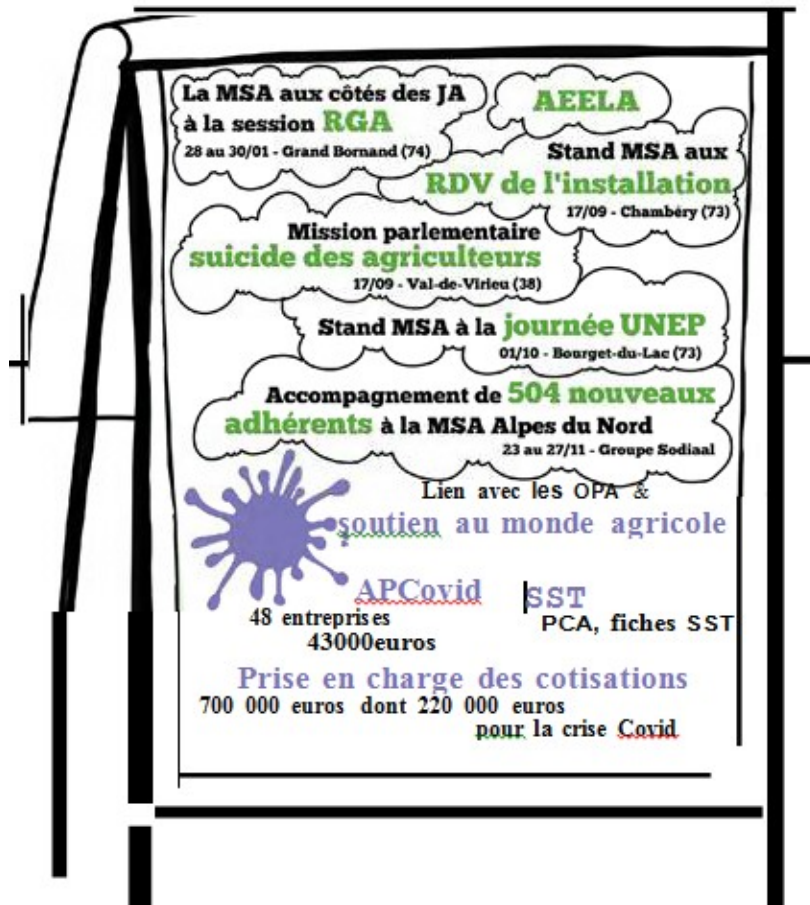 La MSA aux côtés des JA
à la session RGA
28 au 30/01 - Grand Bornand (74)
AEELA
Stand MSA aux
RDV de l'installation
17/09 - Chambéry (73)
Mission parlementaire
suicide des agriculteurs
17/09 - Val-de-Virieu (38)
Stand MSA à la journée UNEP
01/10 - Bourget-du-Lac (73)
Accompagnement de 504 nouveaux
adhérents à la MSA Alpes du Nord
23 au 27/11 - Groupe Sodiaal
Lien avec les OPA &
soutien au monde agricole
:
APCovid
48 entreprises
43000euros
SST
PCA, fiches SST
Prise en charge des cotisations
700 000 euros dont 220 000 euros
pour la crise Covid